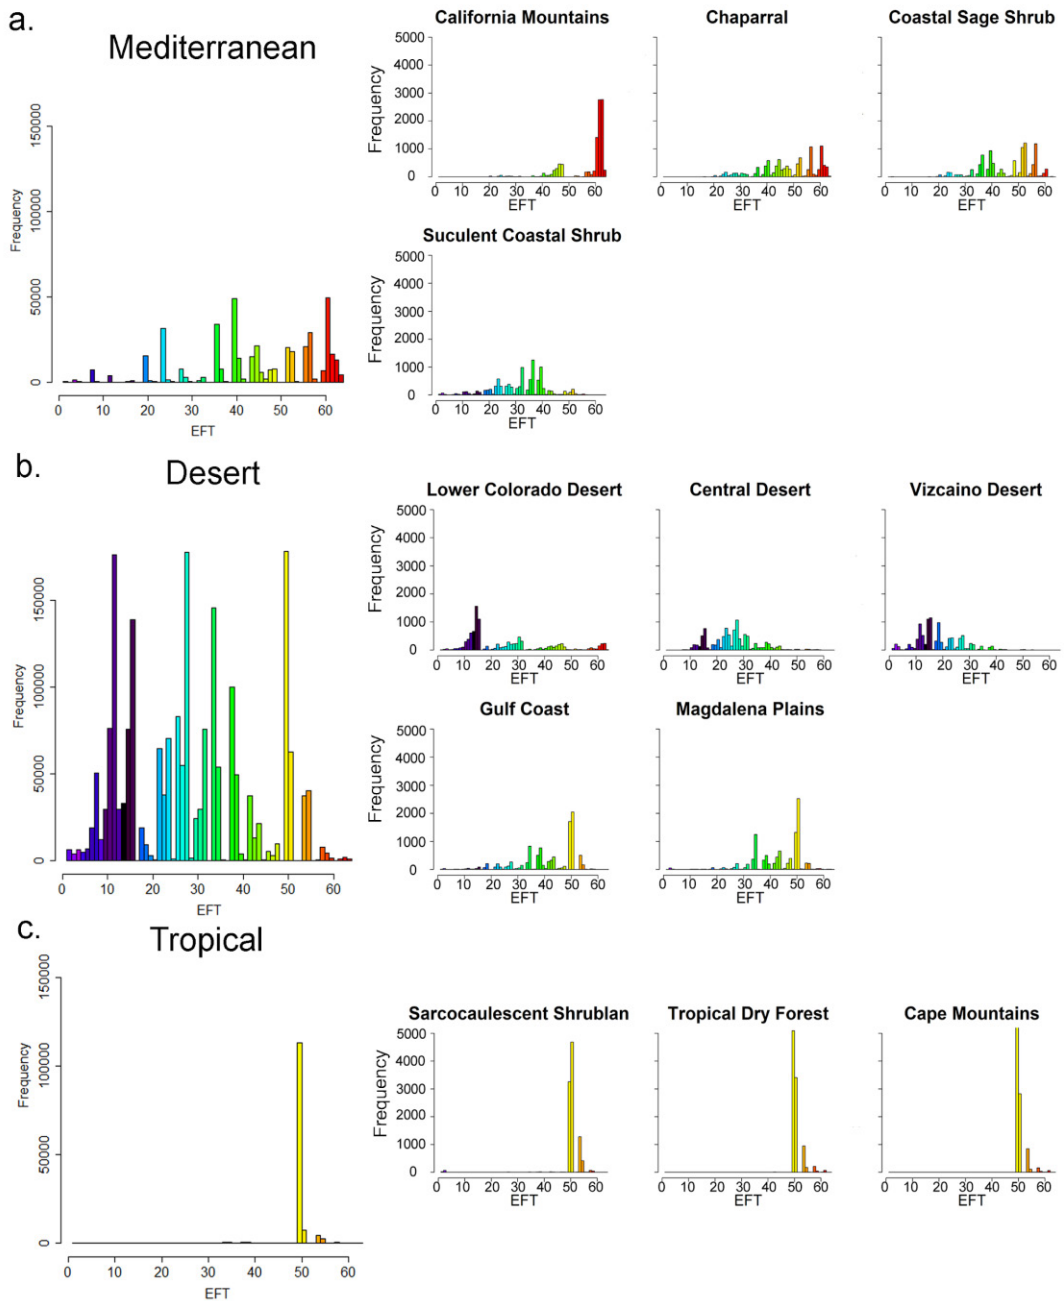 a.
Mediterranean
150000
100000
50000
0
Frequency
0 10 20 30 40 50 60
EFT
California Mountains
5000
4000
3000
2000
1000
0
Frequency
0 10 20 30 40 50 60
EFT
Chaparral
0 10 20 30 40 50 60
EFT
Coastal Sage Shrub
0 10 20 30 40 50 60
EFT
Suculent Coastal Shrub
5000
4000
3000
2000
1000
0
0 10 20 30 40 50 60
EFT
b.
Desert
150000
100000
50000
0
Frequency
0 10 20 30 40 50 60
EFT
Lower Colorado Desert
5000
4000
3000
2000
1000
0
Frequency
0 10 20 30 40 50 60
EFT
Central Desert
0 10 20 30 40 50 60
EFT
Vizcaino Desert
0 10 20 30 40 50 60
EFT
Gulf Coast
5000
4000
3000
2000
1000
0
0 10 20 30 40 50 60
EFT
Magdalena Plains
0 10 20 30 40 50 60
EFT
c.
Tropical
150000
100000
50000
0
Frequency
0 10 20 30 40 50 60
EFT
Sarcocaulescent Shrublan
5000
4000
3000
2000
1000
0
Frequency
0 10 20 30 40 50 60
EFT
Tropical Dry Forest
0 10 20 30 40 50 60
EFT
Cape Mountains
0 10 20 30 40 50 60
EFT